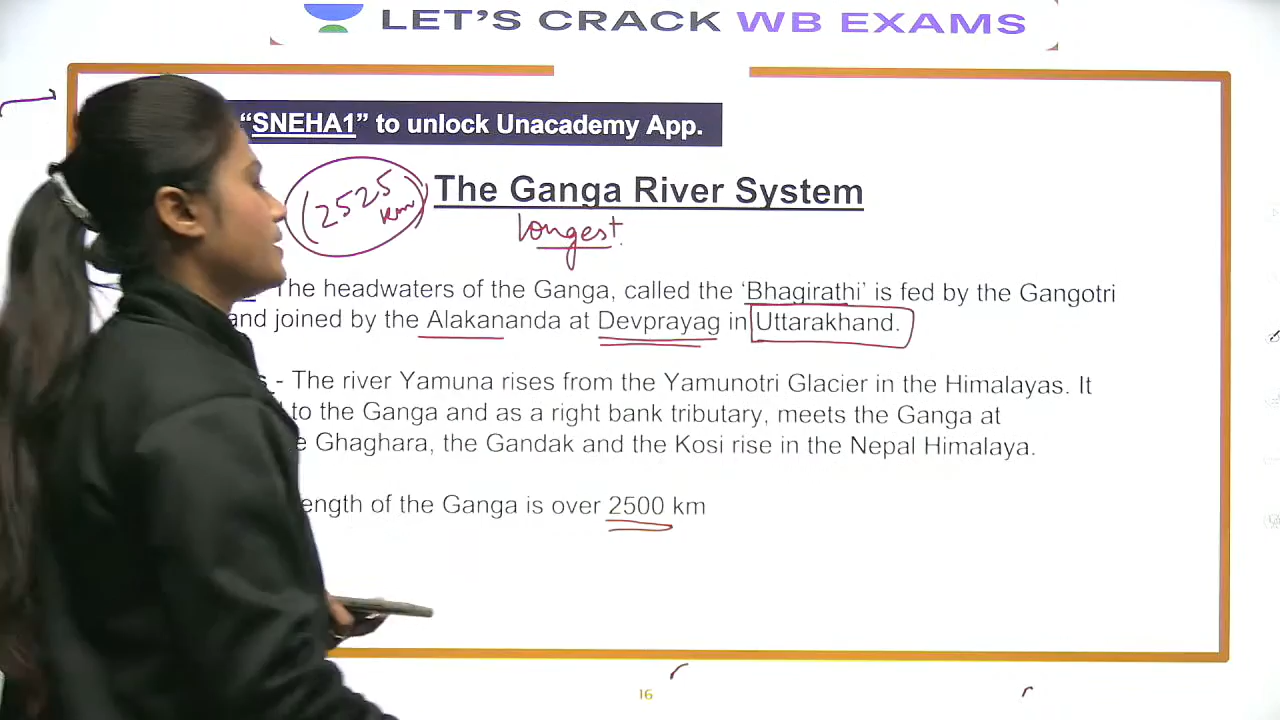 LET'S CRACK WB EXAMS
“SNEHA1” to unlock Unacademy App.
(2525 km)
The Ganga River System
longest.
- The headwaters of the Ganga, called the ‘Bhagirathi’ is fed by the Gangotri
and joined by the Alakananda at Devprayag in Uttarakhand.
- The river Yamuna rises from the Yamunotri Glacier in the Himalayas. It
to the Ganga and as a right bank tributary, meets the Ganga at
Ghaghara, the Gandak and the Kosi rise in the Nepal Himalaya.
of the Ganga is over 2500 km
16